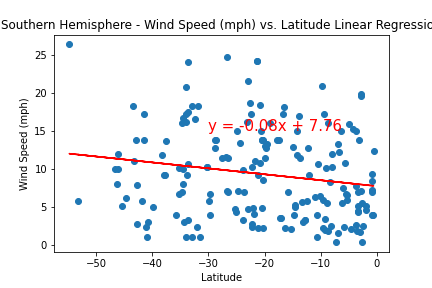 Southern Hemisphere - Wind Speed (mph) vs. Latitude Linear Regressio
25
20
15
10
5
0
Wind Speed (mph)
y = -0.08x + 7.76
−50 −40 −30 −20 −10 0
Latitude